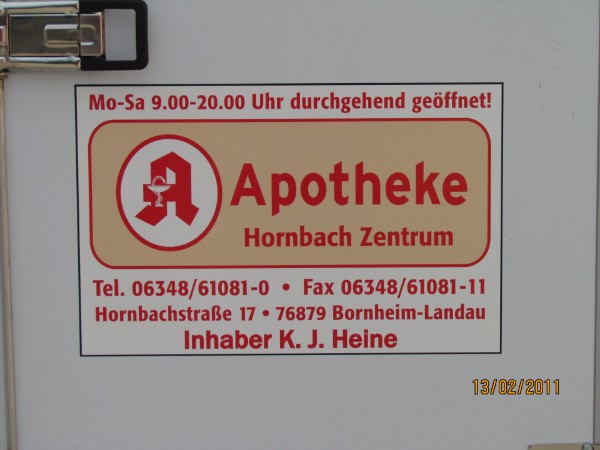 Mo-Sa 9.00-20.00 Uhr durchgehend geöffnet!
Apotheke
Hornbach Zentrum
Tel. 06348/61081-0 • Fax 06348/61081-11
Hornbachstraße 17 • 76879 Bornheim-Landau
Inhaber K. J. Heine
13/02/2011